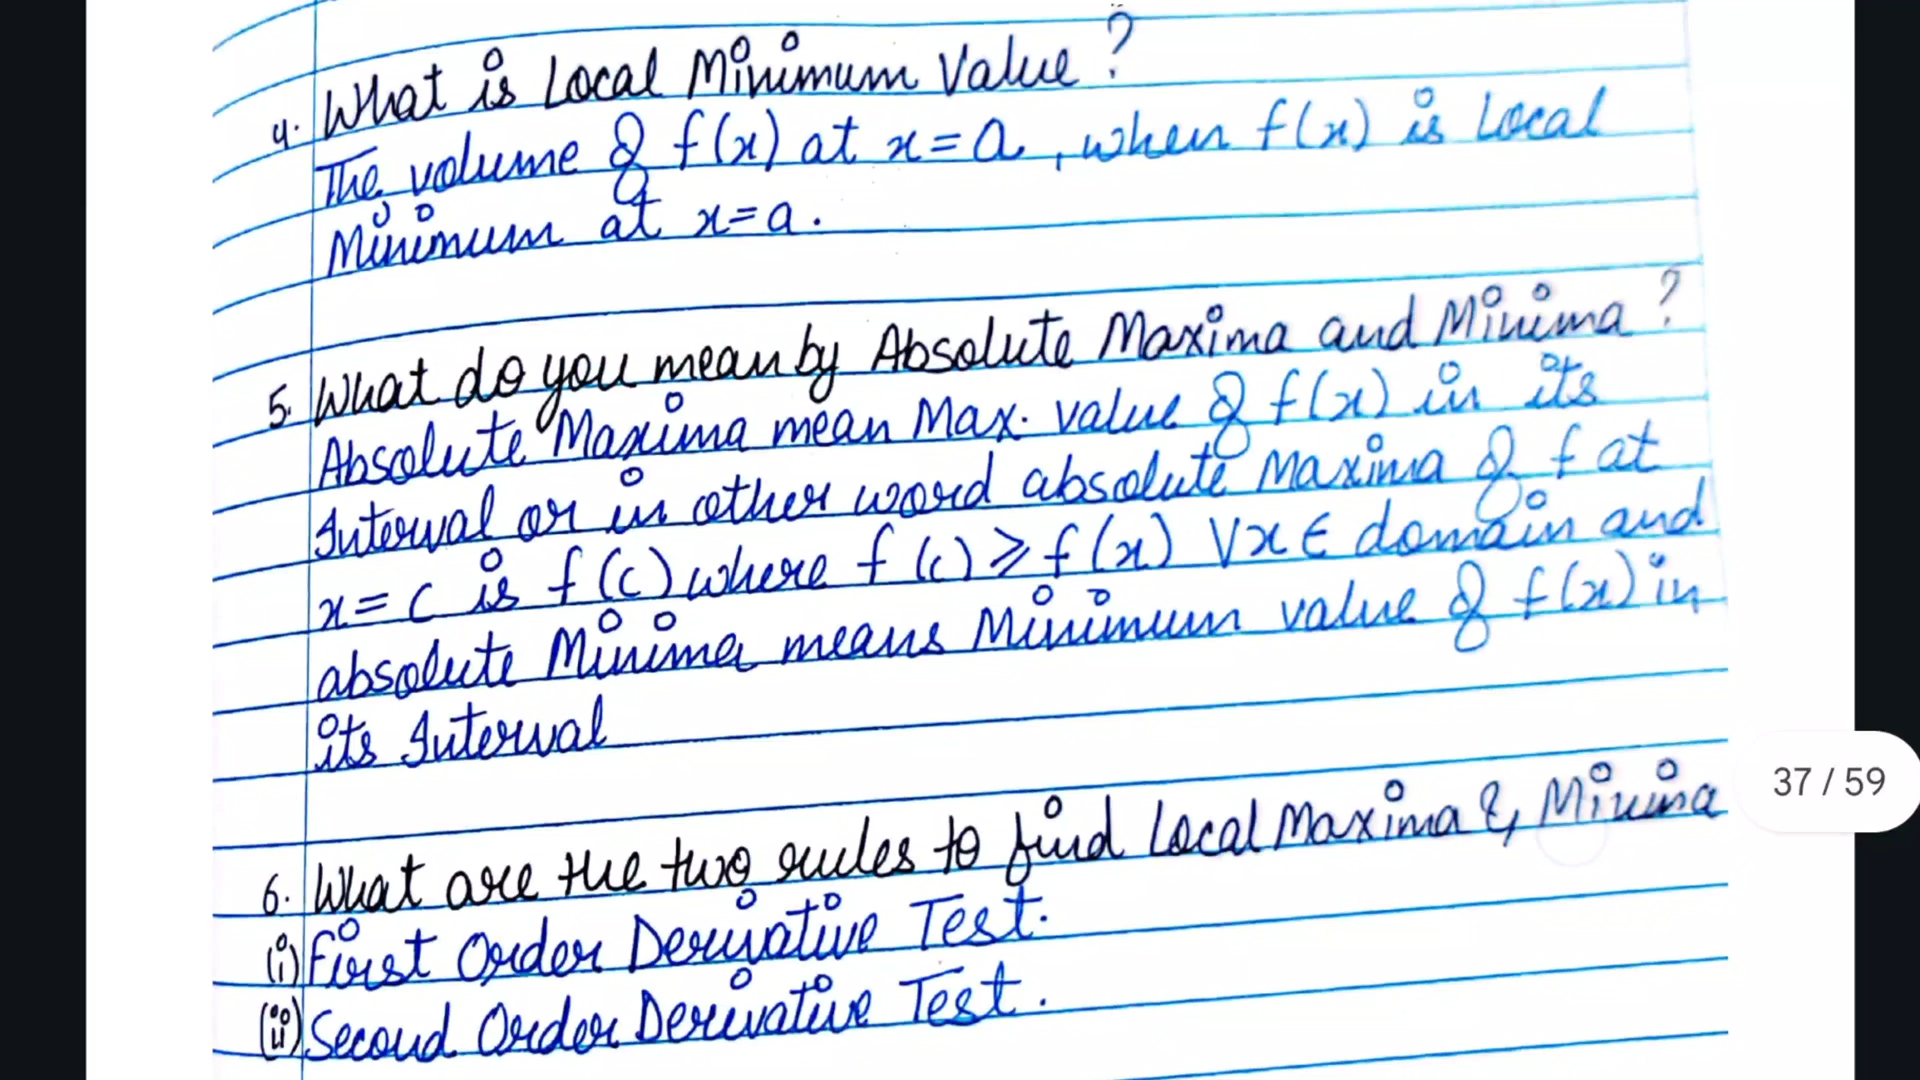 4. What is Local Minimum Value?
The volume of f(x) at x=a, when f(x) is Local
Minimum at x=a.
5. What do you mean by Absolute Maxima and Minima?
Absolute Maxima mean Max. value of f(x) in its
Interval or in other word absolute Maxima of f at
x=c is f(c) where f(c) ⩾ f(x) ∀x∈ domain and
absolute Minima means Minimum value of f(x) in
its Interval
37 / 59
6. What are the two rules to find Local Maxima & Minima
(i) First Order Derivative Test.
(ii) Second Order Derivative Test.